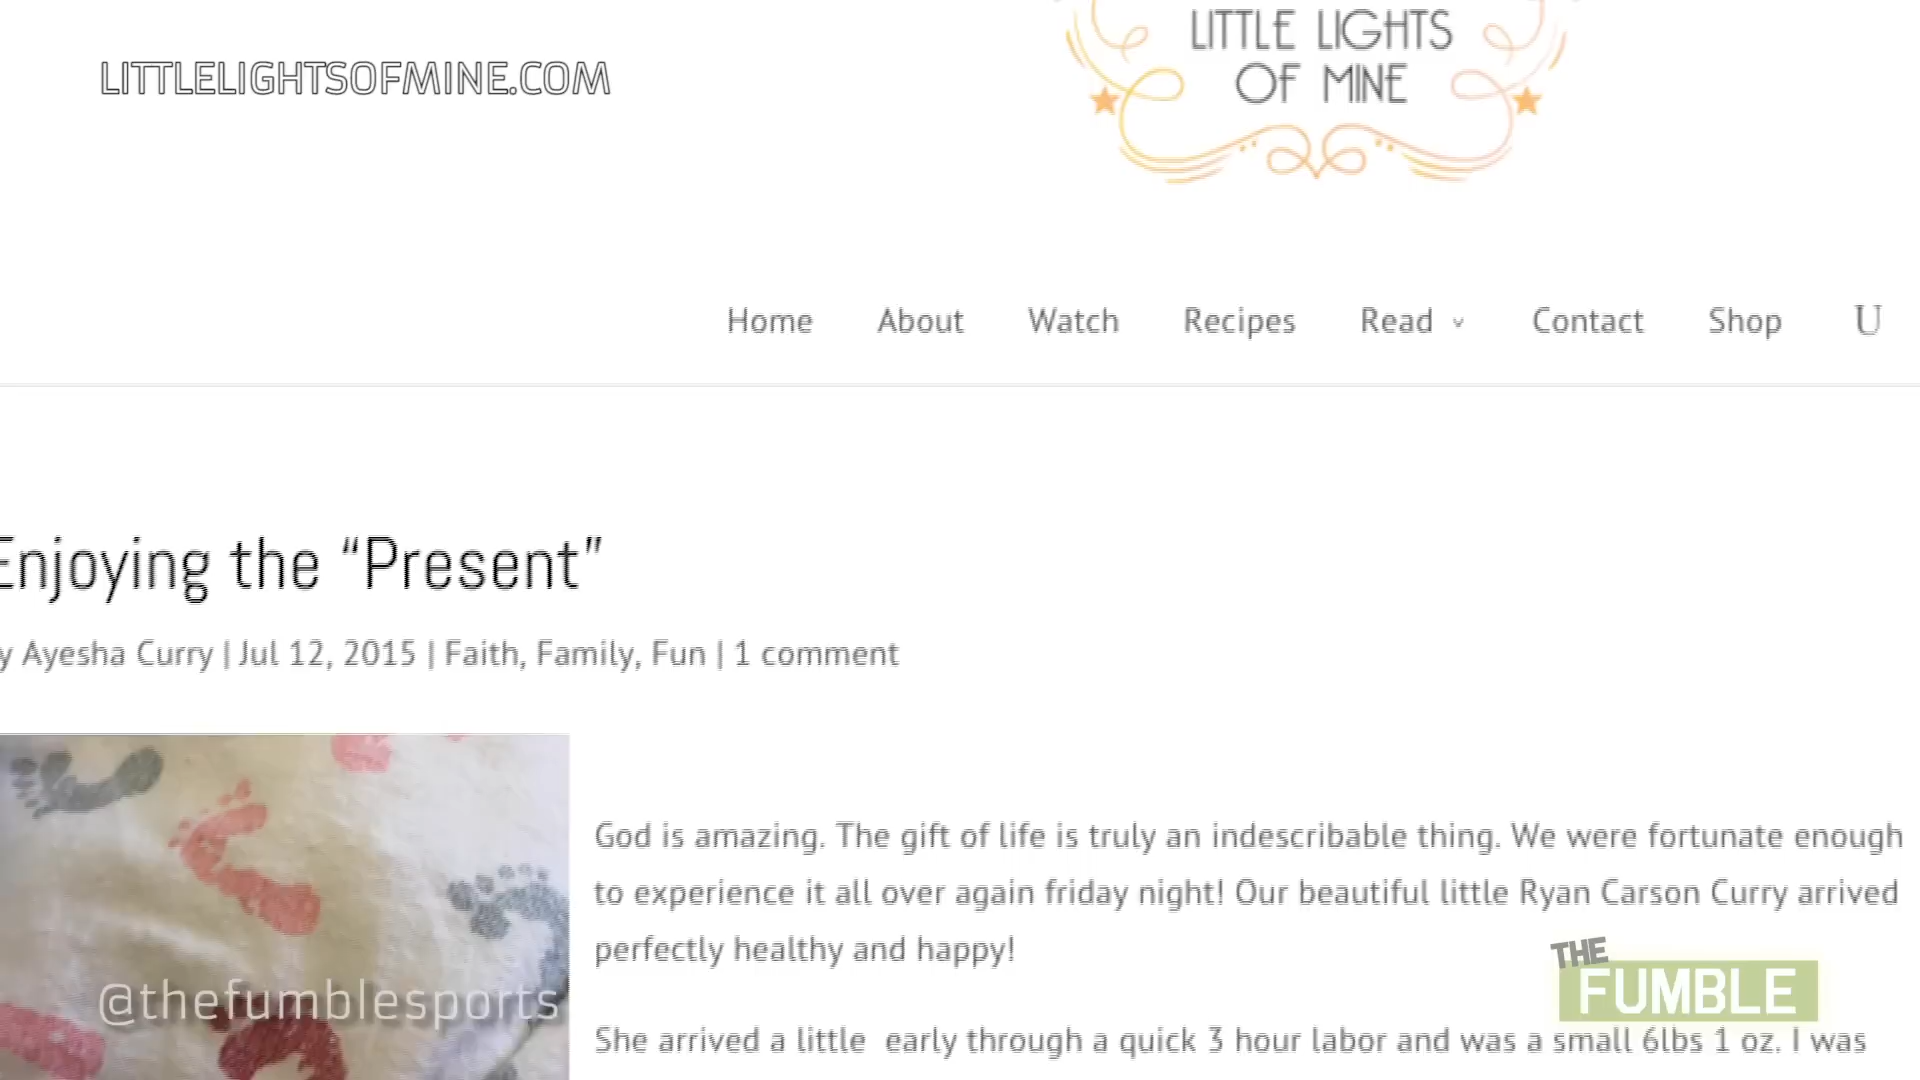 LITTLE LIGHTS
OF MINE
LITTLELIGHTSOFMINE.COM
Home About Watch Recipes Read Contact Shop U
Enjoying the “Present”
y Ayesha Curry | Jul 12, 2015 | Faith, Family, Fun | 1 comment
God is amazing. The gift of life is truly an indescribable thing. We were fortunate enough
to experience it all over again friday night! Our beautiful little Ryan Carson Curry arrived
perfectly healthy and happy!
She arrived a little early through a quick 3 hour labor and was a small 6lbs 1 oz. I was
@thefumblesports
THE
FUMBLE